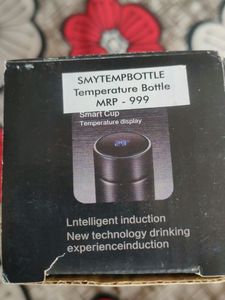 SMYTEMPBOTTLE
Temperature Bottle
MRP - 999
Smart Cup
Temperature display
Lntelligent induction
New technology drinking
experienceinduction